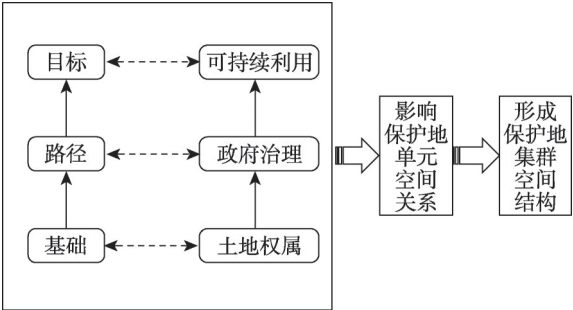 目标
可持续利用
路径
政府治理
基础
土地权属
影响
保护地
单元
空间
关系
形成
保护地
集群
空间
结构